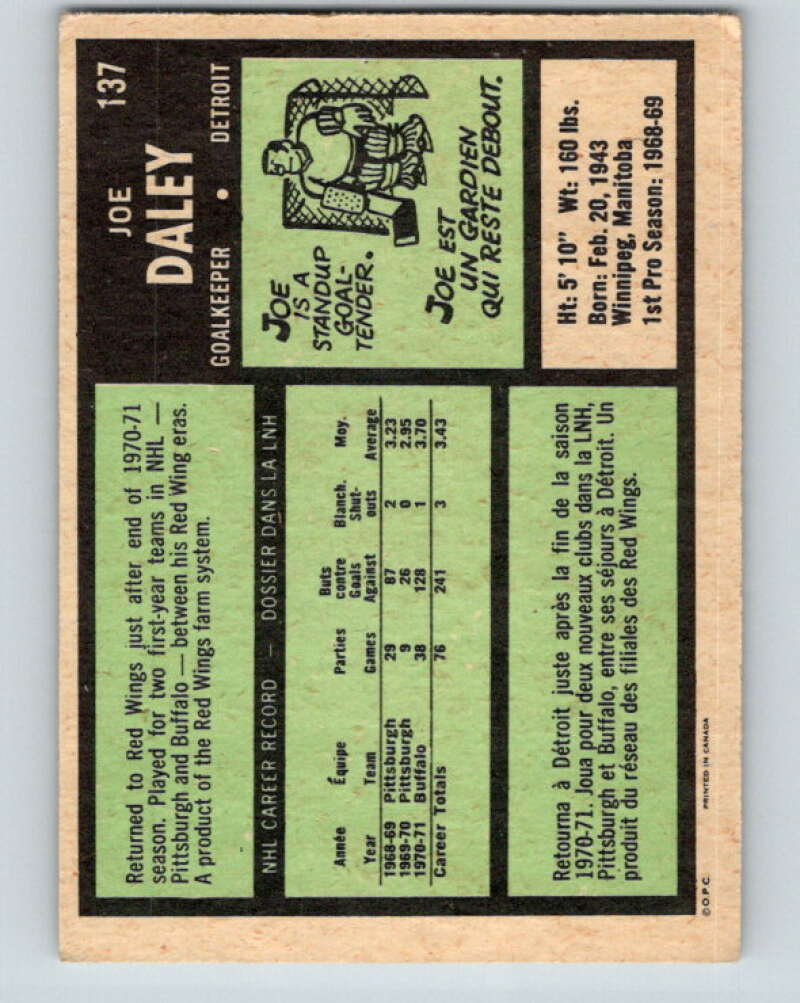 137
JOE
DALEY
GOALKEEPER • DETROIT
Returned to Red Wings just after end of 1970-71
season. Played for two first-year teams in NHL —
Pittsburgh and Buffalo — between his Red Wing eras.
A product of the Red Wings farm system.
JOE
IS A
STANDUP
GOAL-
TENDER.
JOE EST
UN GARDIEN
QUI RESTE DEBOUT.
NHL CAREER RECORD — DOSSIER DANS LA LNH
Année Équipe Parties Buts contre Blanch. Moy.
Year Team Games Goals Against Shut-outs Average
1968-69 Pittsburgh 29 87 2 3.23
1969-70 Pittsburgh 9 26 0 2.95
1970-71 Buffalo 38 128 1 3.70
Career Totals 76 241 3 3.43
Ht: 5' 10" Wt: 160 lbs.
Born: Feb. 20, 1943
Winnipeg, Manitoba
1st Pro Season: 1968-69
Retourna à Détroit juste après la fin de la saison
1970-71. Joua pour deux nouveaux clubs dans la LNH,
Pittsburgh et Buffalo, entre ses séjours à Détroit. Un
produit du réseau des filiales des Red Wings.
© O.P.C. PRINTED IN CANADA